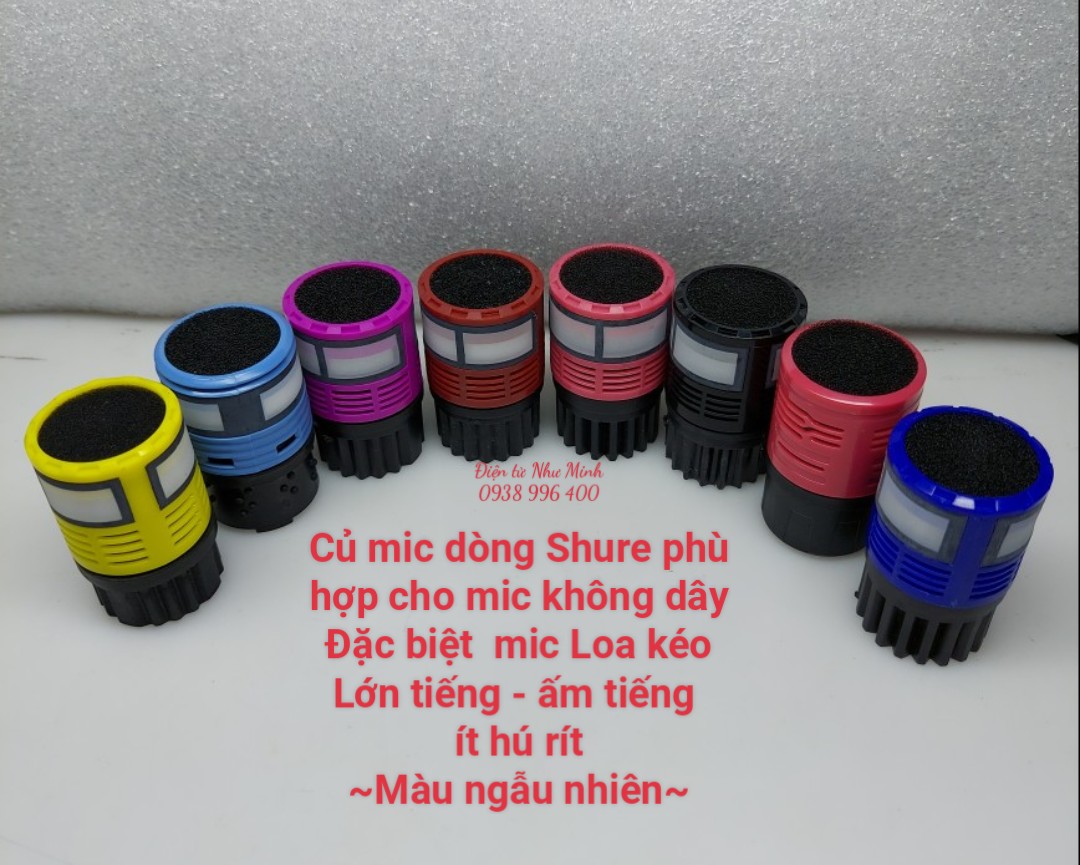 Điện tử Như Minh
0938 996 400
Củ mic dòng Shure phù
hợp cho mic không dây
Đặc biệt mic Loa kéo
Lớn tiếng - ấm tiếng
ít hú rít
~Màu ngẫu nhiên~